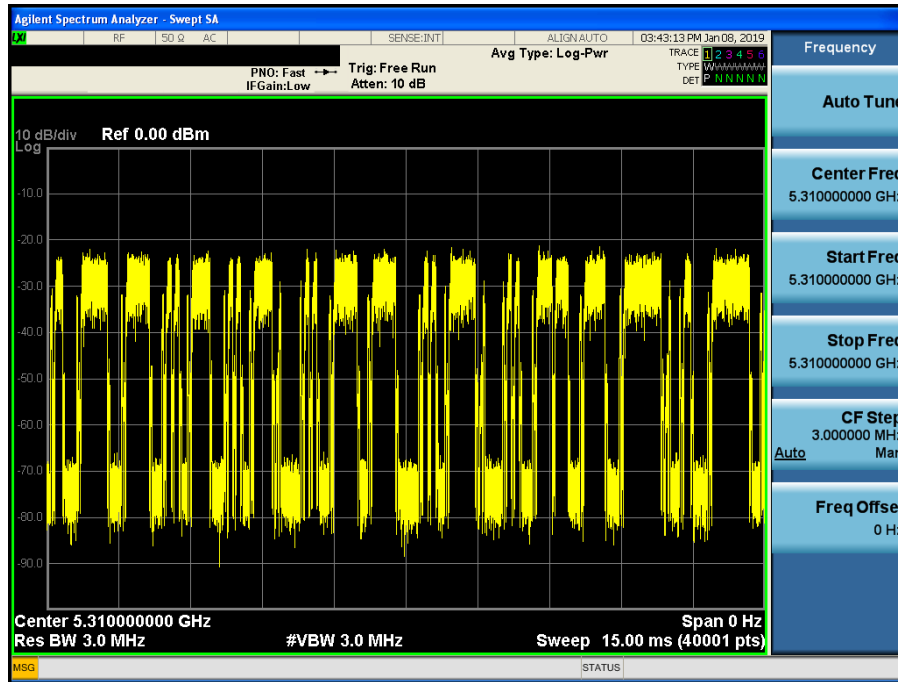 Agilent Spectrum Analyzer - Swept SA
LXI RF 50 Ω AC SENSE:INT ALIGN AUTO 03:43:13 PM Jan 08, 2019
PNO: Fast
IFGain:Low
Trig: Free Run
Atten: 10 dB
Avg Type: Log-Pwr
TRACE 1 2 3 4 5 6
TYPE W
DET P N N N N N
10 dB/div Ref 0.00 dBm
Log
-10.0
-20.0
-30.0
-40.0
-50.0
-60.0
-70.0
-80.0
-90.0
Center 5.310000000 GHz Span 0 Hz
Res BW 3.0 MHz #VBW 3.0 MHz Sweep 15.00 ms (40001 pts)
MSG STATUS
Frequency
Auto Tune
Center Freq
5.310000000 GHz
Start Freq
5.310000000 GHz
Stop Freq
5.310000000 GHz
CF Step
3.000000 MHz
Auto Man
Freq Offset
0 Hz